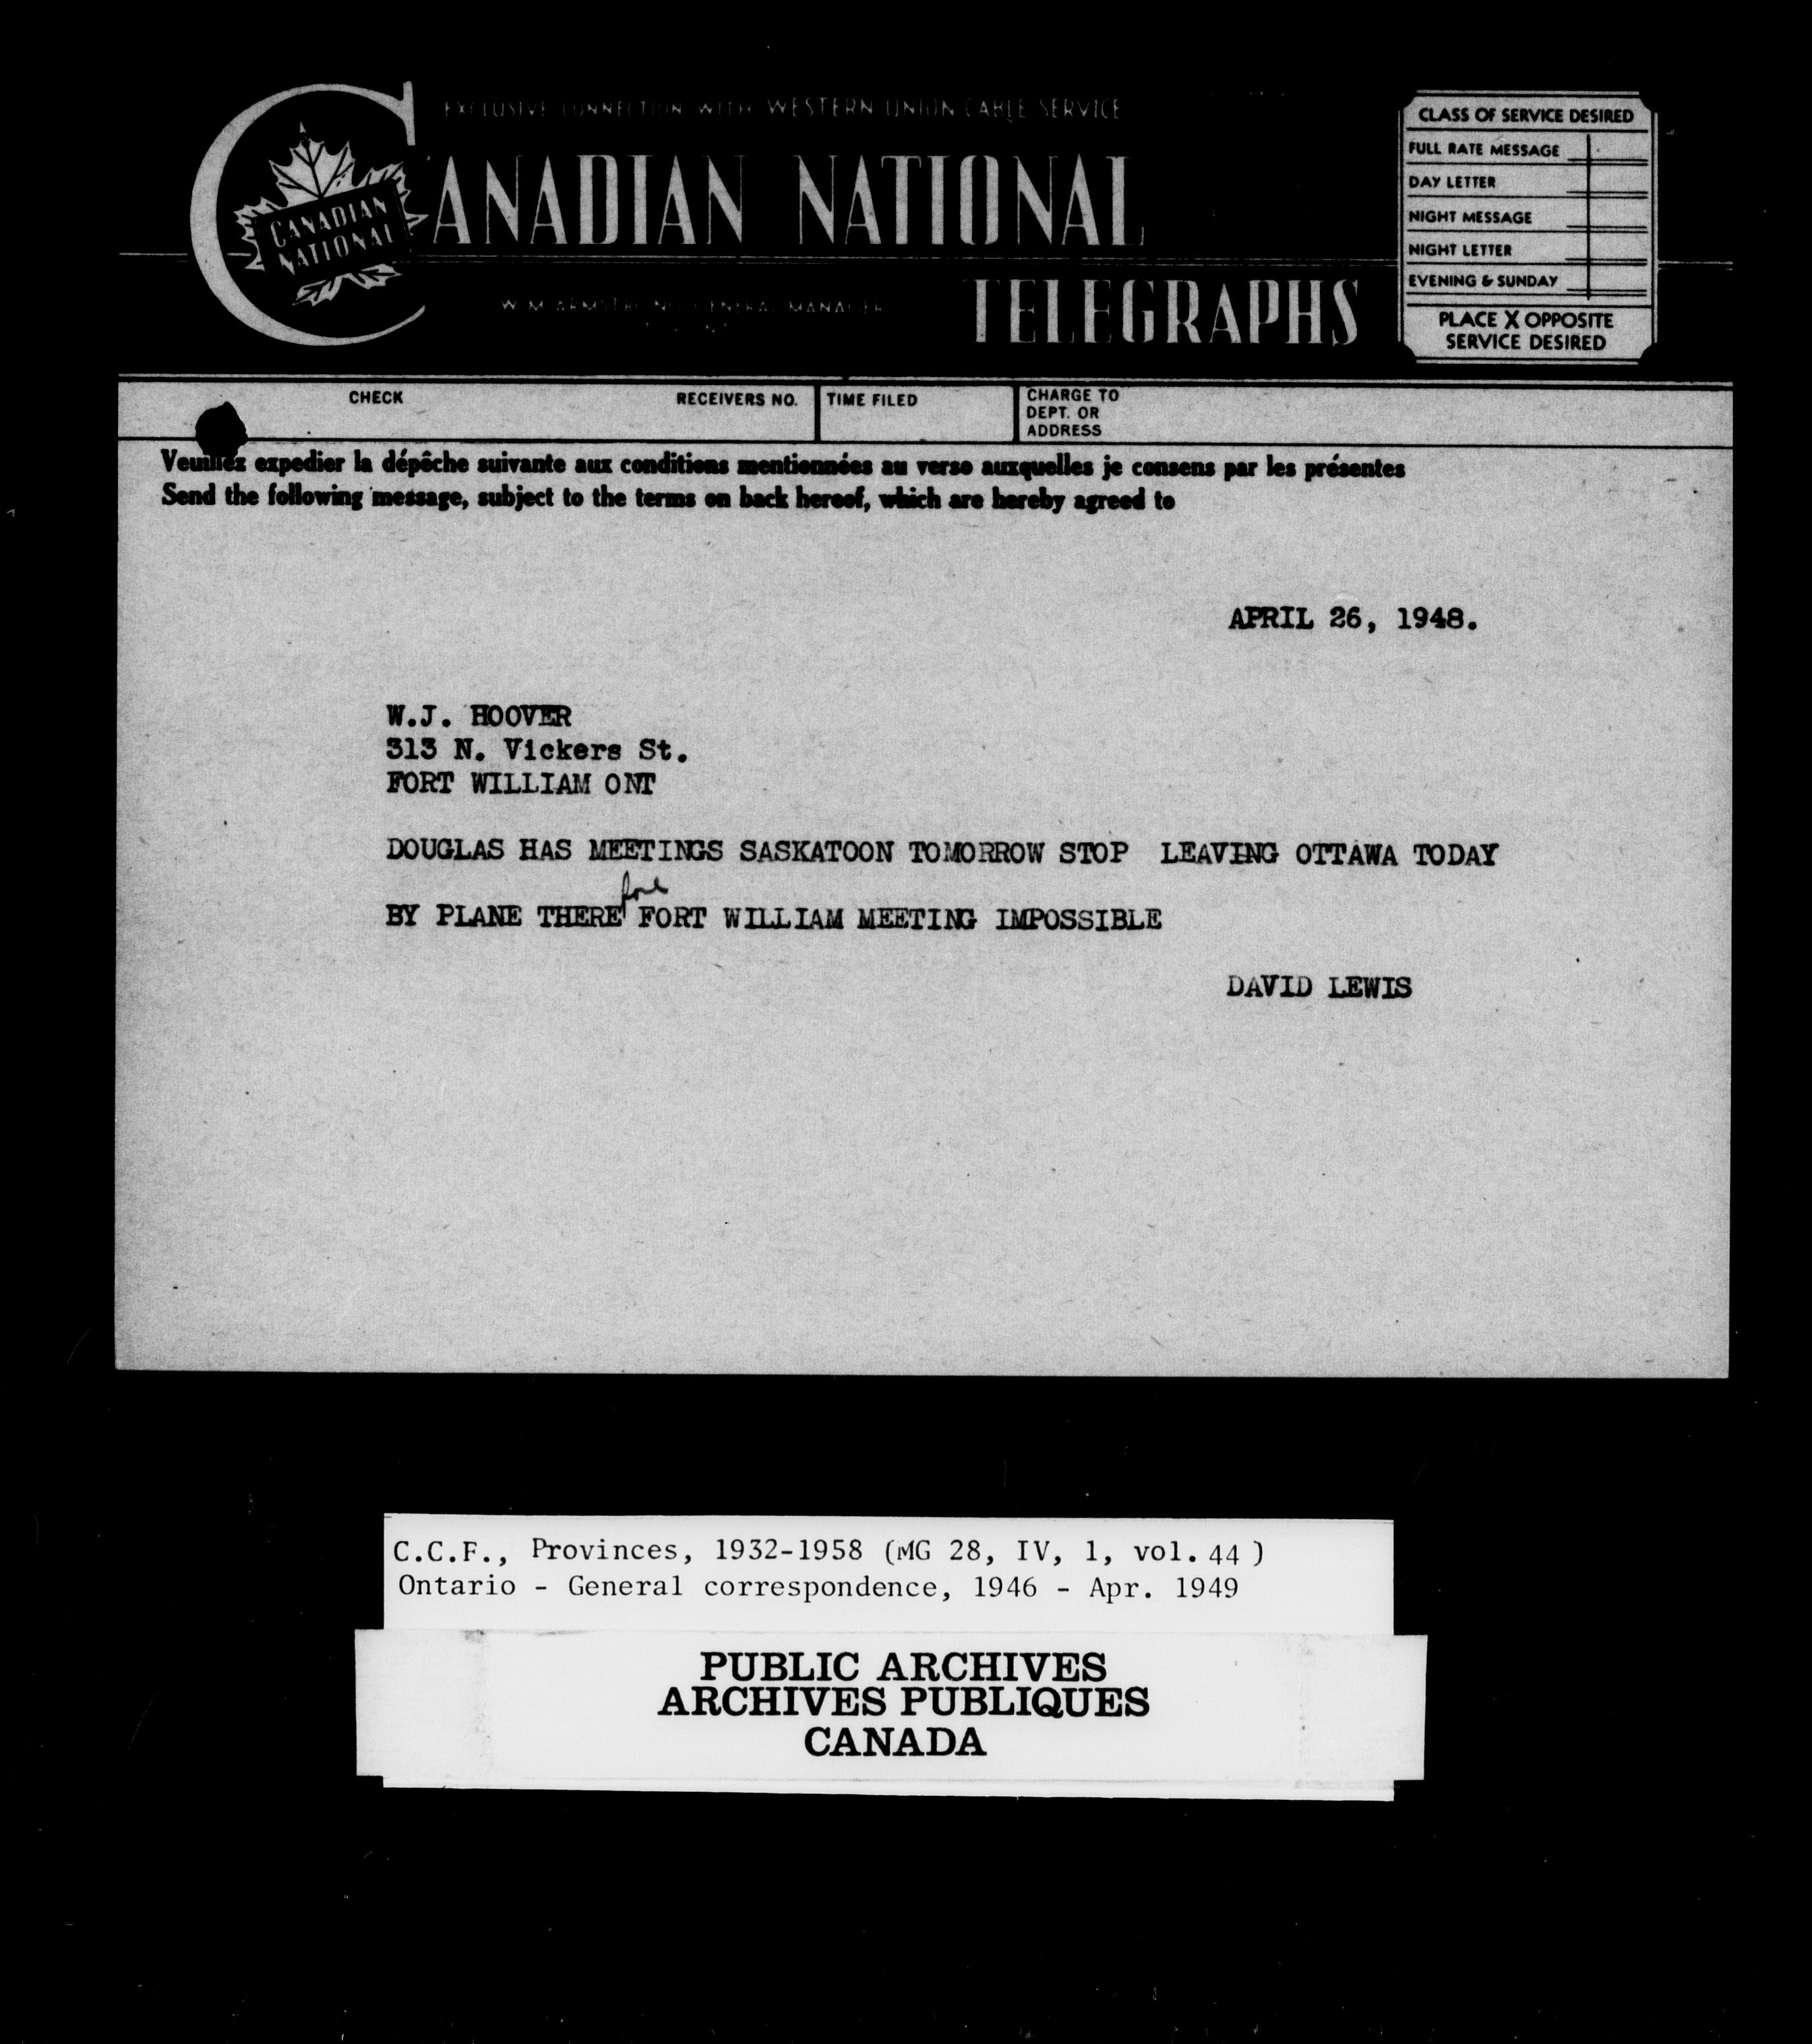 EXCLUSIVE CONNECTION WITH WESTERN UNION CABLE SERVICE
CANADIAN NATIONAL
CANADIAN
NATIONAL
TELEGRAPHS
W M ARMSTRONG GENERAL MANAGER
CLASS OF SERVICE DESIRED
FULL RATE MESSAGE
DAY LETTER
NIGHT MESSAGE
NIGHT LETTER
EVENING & SUNDAY
PLACE X OPPOSITE
SERVICE DESIRED
CHECK
RECEIVERS NO.
TIME FILED
CHARGE TO
DEPT. OR
ADDRESS
Veuillez expedier la dépêche suivante aux conditions mentionnées au verso auxquelles je consens par les présentes
Send the following message, subject to the terms on back hereof, which are hereby agreed to
APRIL 26, 1948.
W.J. HOOVER
313 N. Vickers St.
FORT WILLIAM ONT
DOUGLAS HAS MEETINGS SASKATOON TOMORROW STOP LEAVING OTTAWA TODAY
fore
BY PLANE THERE FORT WILLIAM MEETING IMPOSSIBLE
DAVID LEWIS
C.C.F., Provinces, 1932-1958 (MG 28, IV, 1, vol. 44 )
Ontario - General correspondence, 1946 - Apr. 1949
PUBLIC ARCHIVES
ARCHIVES PUBLIQUES
CANADA